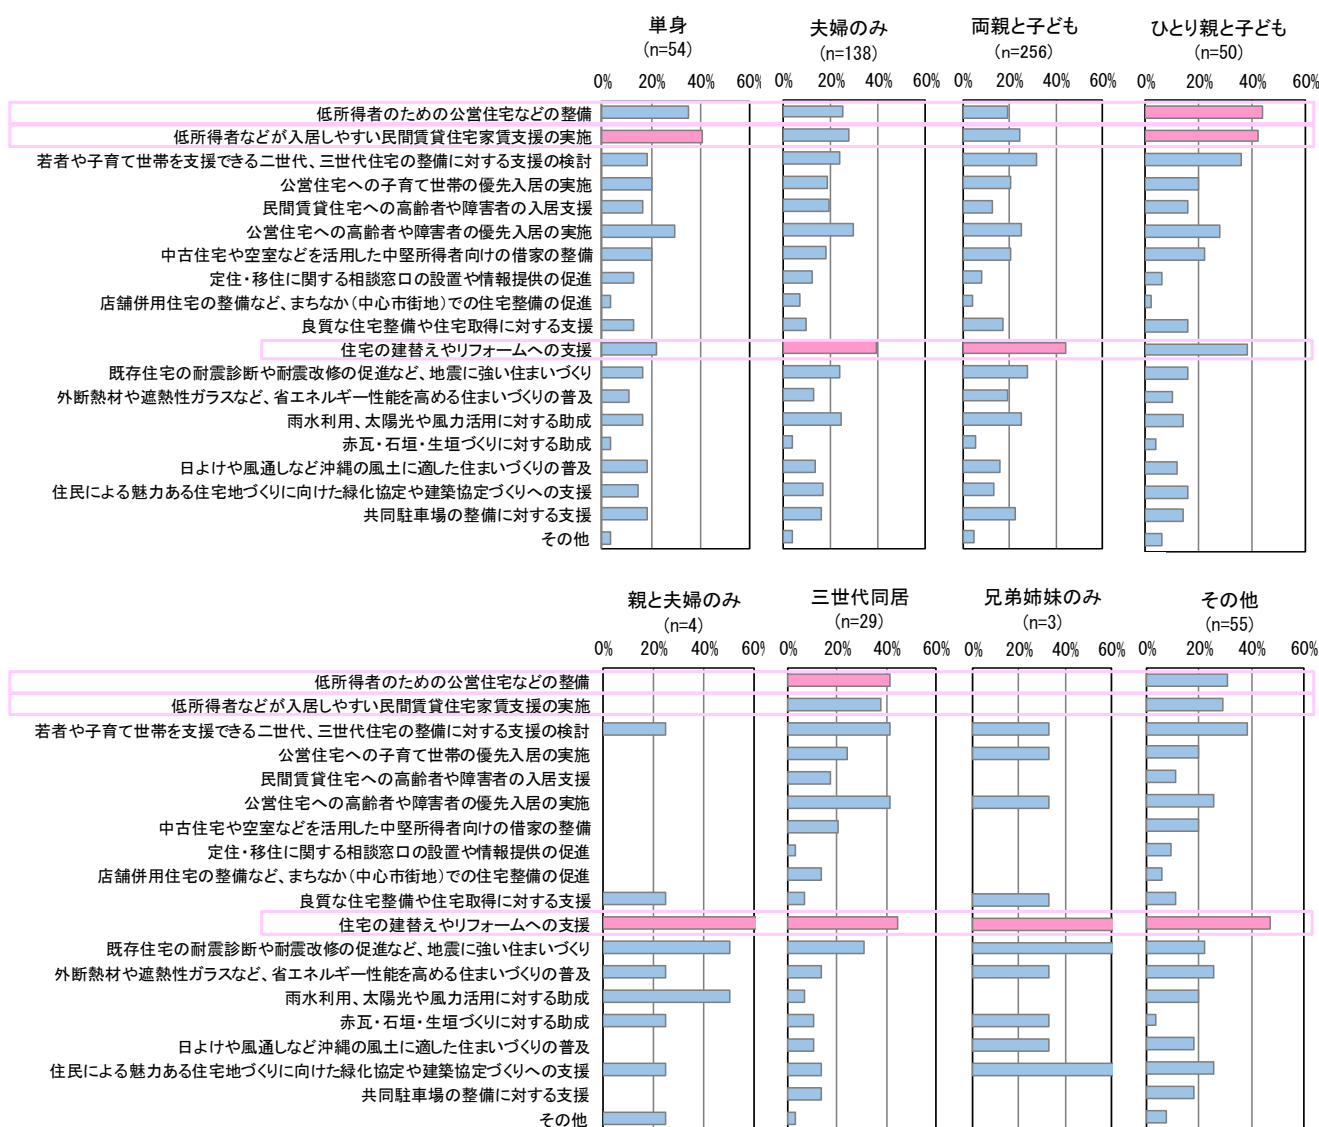 単身
(n=54)
夫婦のみ
(n=138)
両親と子ども
(n=256)
ひとり親と子ども
(n=50)
0% 20% 40% 60%
0% 20% 40% 60%
0% 20% 40% 60%
0% 20% 40% 60%
低所得者のための公営住宅などの整備
低所得者などが入居しやすい民間賃貸住宅家賃支援の実施
若者や子育て世帯を支援できる二世代、三世代住宅の整備に対する支援の検討
公営住宅への子育て世帯の優先入居の実施
民間賃貸住宅への高齢者や障害者の入居支援
公営住宅への高齢者や障害者の優先入居の実施
中古住宅や空室などを活用した中堅所得者向けの借家の整備
定住・移住に関する相談窓口の設置や情報提供の促進
店舗併用住宅の整備など、まちなか(中心市街地)での住宅整備の促進
良質な住宅整備や住宅取得に対する支援
住宅の建替えやリフォームへの支援
既存住宅の耐震診断や耐震改修の促進など、地震に強い住まいづくり
外断熱材や遮熱性ガラスなど、省エネルギー性能を高める住まいづくりの普及
雨水利用、太陽光や風力活用に対する助成
赤瓦・石垣・生垣づくりに対する助成
日よけや風通しなど沖縄の風土に適した住まいづくりの普及
住民による魅力ある住宅地づくりに向けた緑化協定や建築協定づくりへの支援
共同駐車場の整備に対する支援
その他
親と夫婦のみ
(n=4)
三世代同居
(n=29)
兄弟姉妹のみ
(n=3)
その他
(n=55)
0% 20% 40% 60%
0% 20% 40% 60%
0% 20% 40% 60%
0% 20% 40% 60%
低所得者のための公営住宅などの整備
低所得者などが入居しやすい民間賃貸住宅家賃支援の実施
若者や子育て世帯を支援できる二世代、三世代住宅の整備に対する支援の検討
公営住宅への子育て世帯の優先入居の実施
民間賃貸住宅への高齢者や障害者の入居支援
公営住宅への高齢者や障害者の優先入居の実施
中古住宅や空室などを活用した中堅所得者向けの借家の整備
定住・移住に関する相談窓口の設置や情報提供の促進
店舗併用住宅の整備など、まちなか(中心市街地)での住宅整備の促進
良質な住宅整備や住宅取得に対する支援
住宅の建替えやリフォームへの支援
既存住宅の耐震診断や耐震改修の促進など、地震に強い住まいづくり
外断熱材や遮熱性ガラスなど、省エネルギー性能を高める住まいづくりの普及
雨水利用、太陽光や風力活用に対する助成
赤瓦・石垣・生垣づくりに対する助成
日よけや風通しなど沖縄の風土に適した住まいづくりの普及
住民による魅力ある住宅地づくりに向けた緑化協定や建築協定づくりへの支援
共同駐車場の整備に対する支援
その他